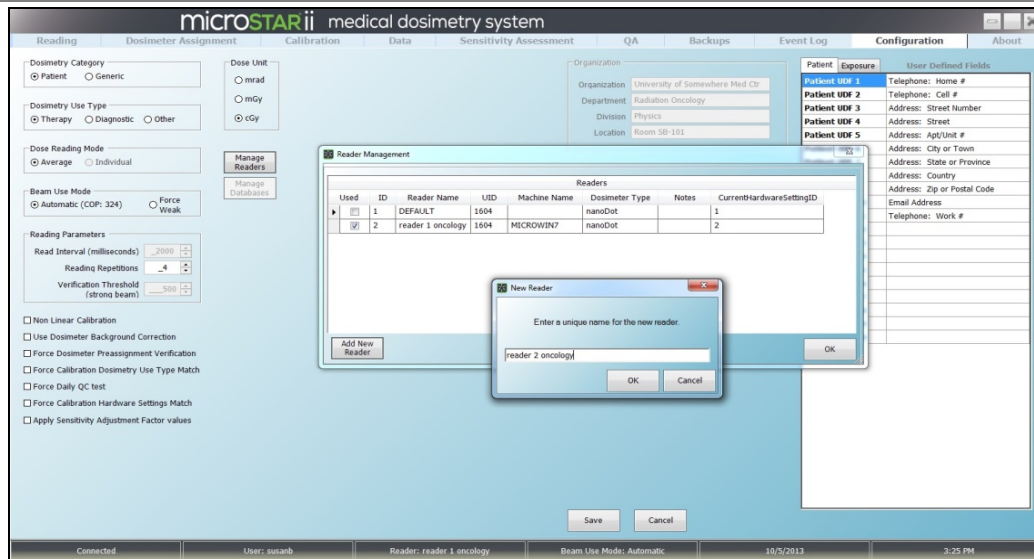 microSTARii medical dosimetry system
Reading Dosimeter Assignment Calibration Data Sensitivity Assessment QA Backups Event Log Configuration About
Dosimetry Category
Patient Generic
Dosimetry Use Type
Therapy Diagnostic Other
Dose Reading Mode
Average Individual
Beam Use Mode
Automatic (COP: 324) Force Weak
Reading Parameters
Read Interval (milliseconds) _2000
Reading Repetitions _4
Verification Threshold
(strong beam) ___500
Non Linear Calibration
Use Dosimeter Background Correction
Force Dosimeter Preassignment Verification
Force Calibration Dosimetry Use Type Match
Force Daily QC test
Force Calibration Hardware Settings Match
Apply Sensitivity Adjustment Factor values
Dose Unit
mrad
mGy
cGy
Manage
Readers
Manage
Databases
Organization
Organization University of Somewhere Med Ctr
Department Radiation Oncology
Division Physics
Location Room SB-101
Patient Exposure User Defined Fields
Patient UDF 1 Telephone: Home #
Patient UDF 2 Telephone: Cell #
Patient UDF 3 Address: Street Number
Patient UDF 4 Address: Street
Patient UDF 5 Address: Apt/Unit #
Address: City or Town
Address: State or Province
Address: Country
Address: Zip or Postal Code
Email Address
Telephone: Work #
Reader Management
Readers
Used ID Reader Name UID Machine Name Dosimeter Type Notes CurrentHardwareSettingID
1 DEFAULT 1604 nanoDot 1
2 reader 1 oncology 1604 MICROWIN7 nanoDot 2
Add New
Reader
OK
New Reader
Enter a unique name for the new reader.
reader 2 oncology
OK Cancel
Save Cancel
Connected User: susanb Reader: reader 1 oncology Beam Use Mode: Automatic 10/5/2013 3:25 PM